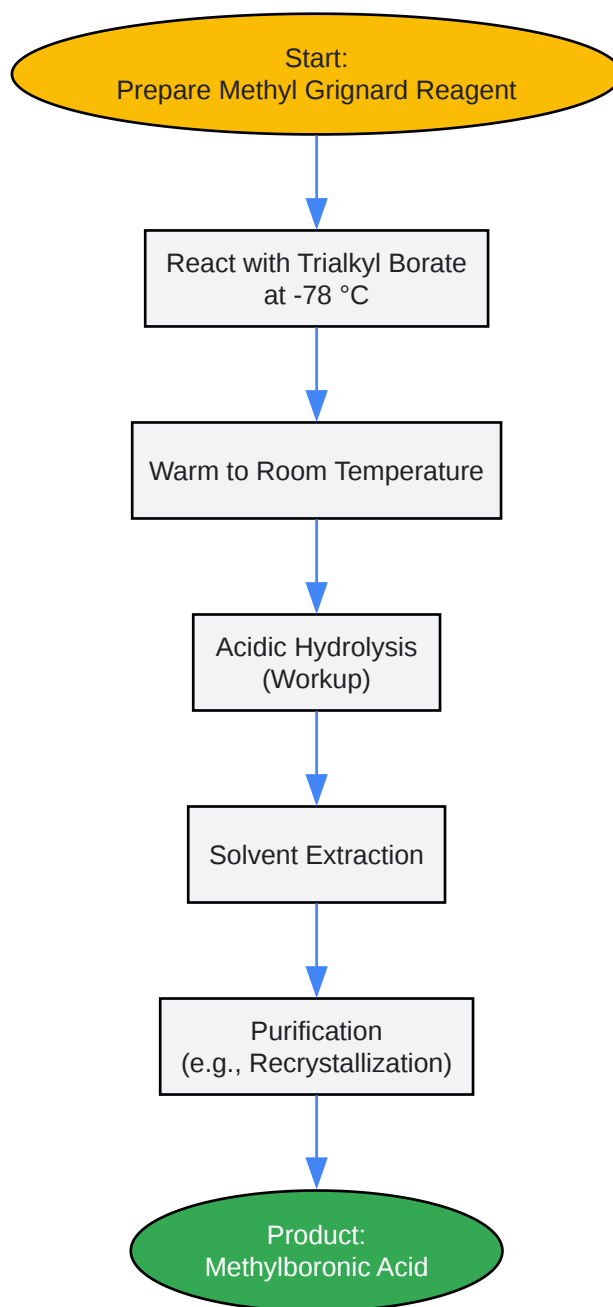 Start:
Prepare Methyl Grignard Reagent
React with Trialkyl Borate
at -78 °C
Warm to Room Temperature
Acidic Hydrolysis
(Workup)
Solvent Extraction
Purification
(e.g., Recrystallization)
Product:
Methylboronic Acid